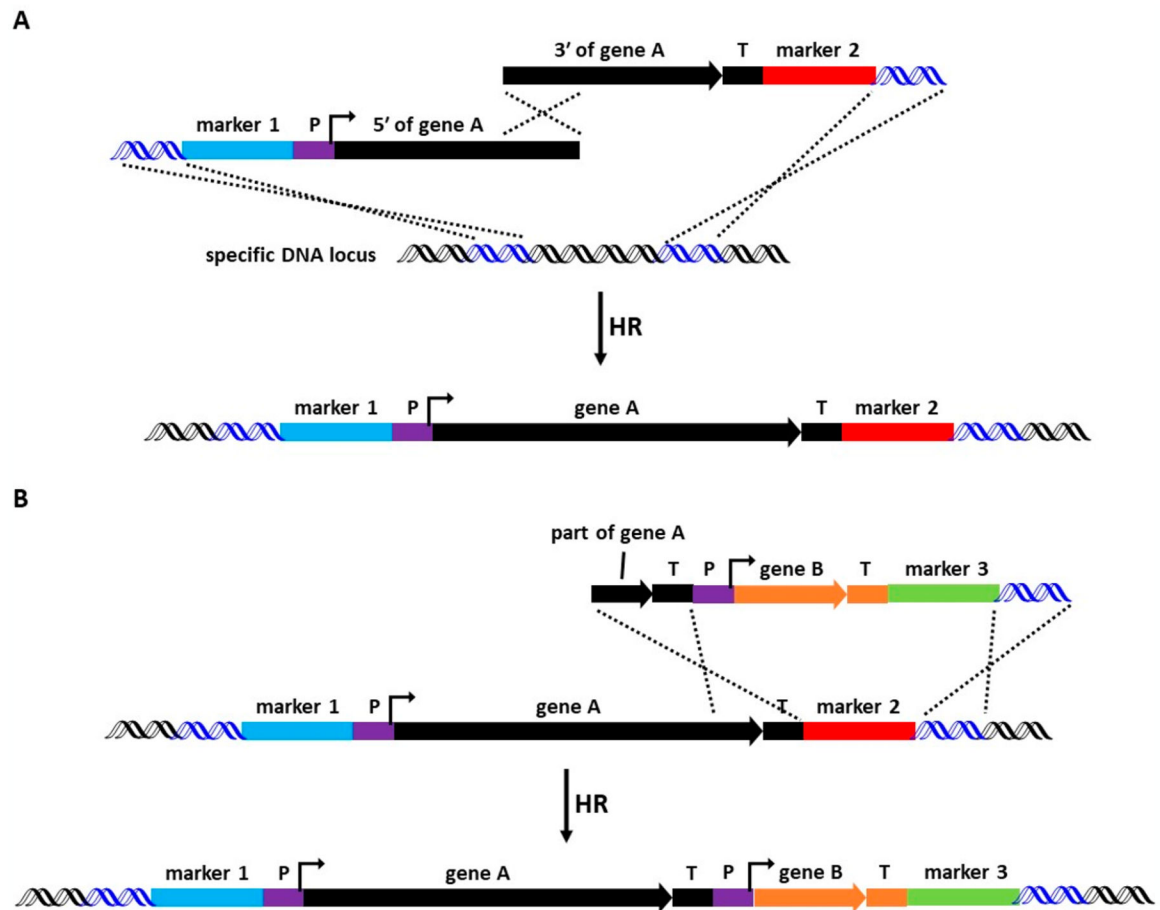 A
3' of gene A T marker 2
marker 1 P 5' of gene A
specific DNA locus
HR
marker 1 P gene A T marker 2
B
part of gene A
T P gene B T marker 3
marker 1 P gene A T marker 2
HR
marker 1 P gene A T P gene B T marker 3